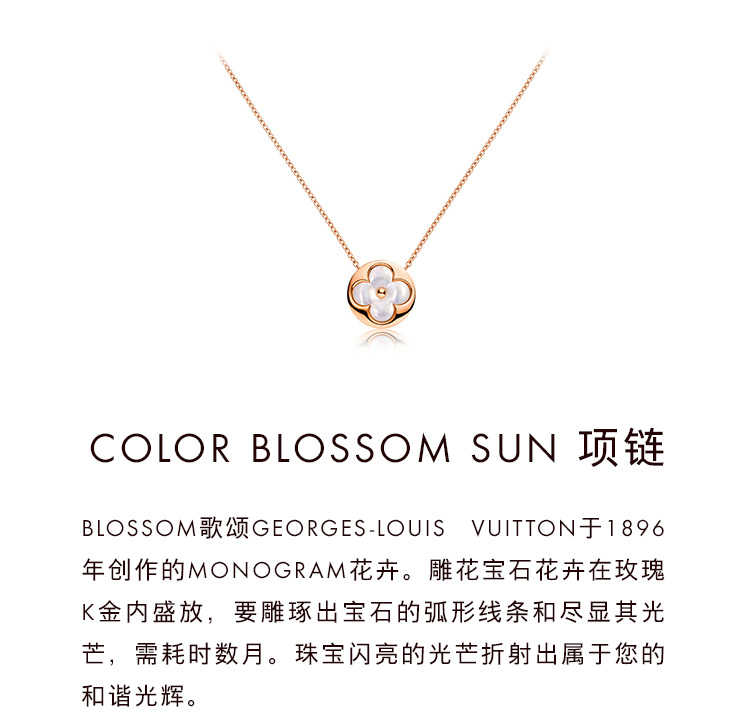 COLOR BLOSSOM SUN 项链
BLOSSOM歌颂GEORGES-LOUIS VUITTON于1896
年创作的MONOGRAM花卉。雕花宝石花卉在玫瑰
K金内盛放，要雕琢出宝石的弧形线条和尽显其光
芒，需耗时数月。珠宝闪亮的光芒折射出属于您的
和谐光辉。